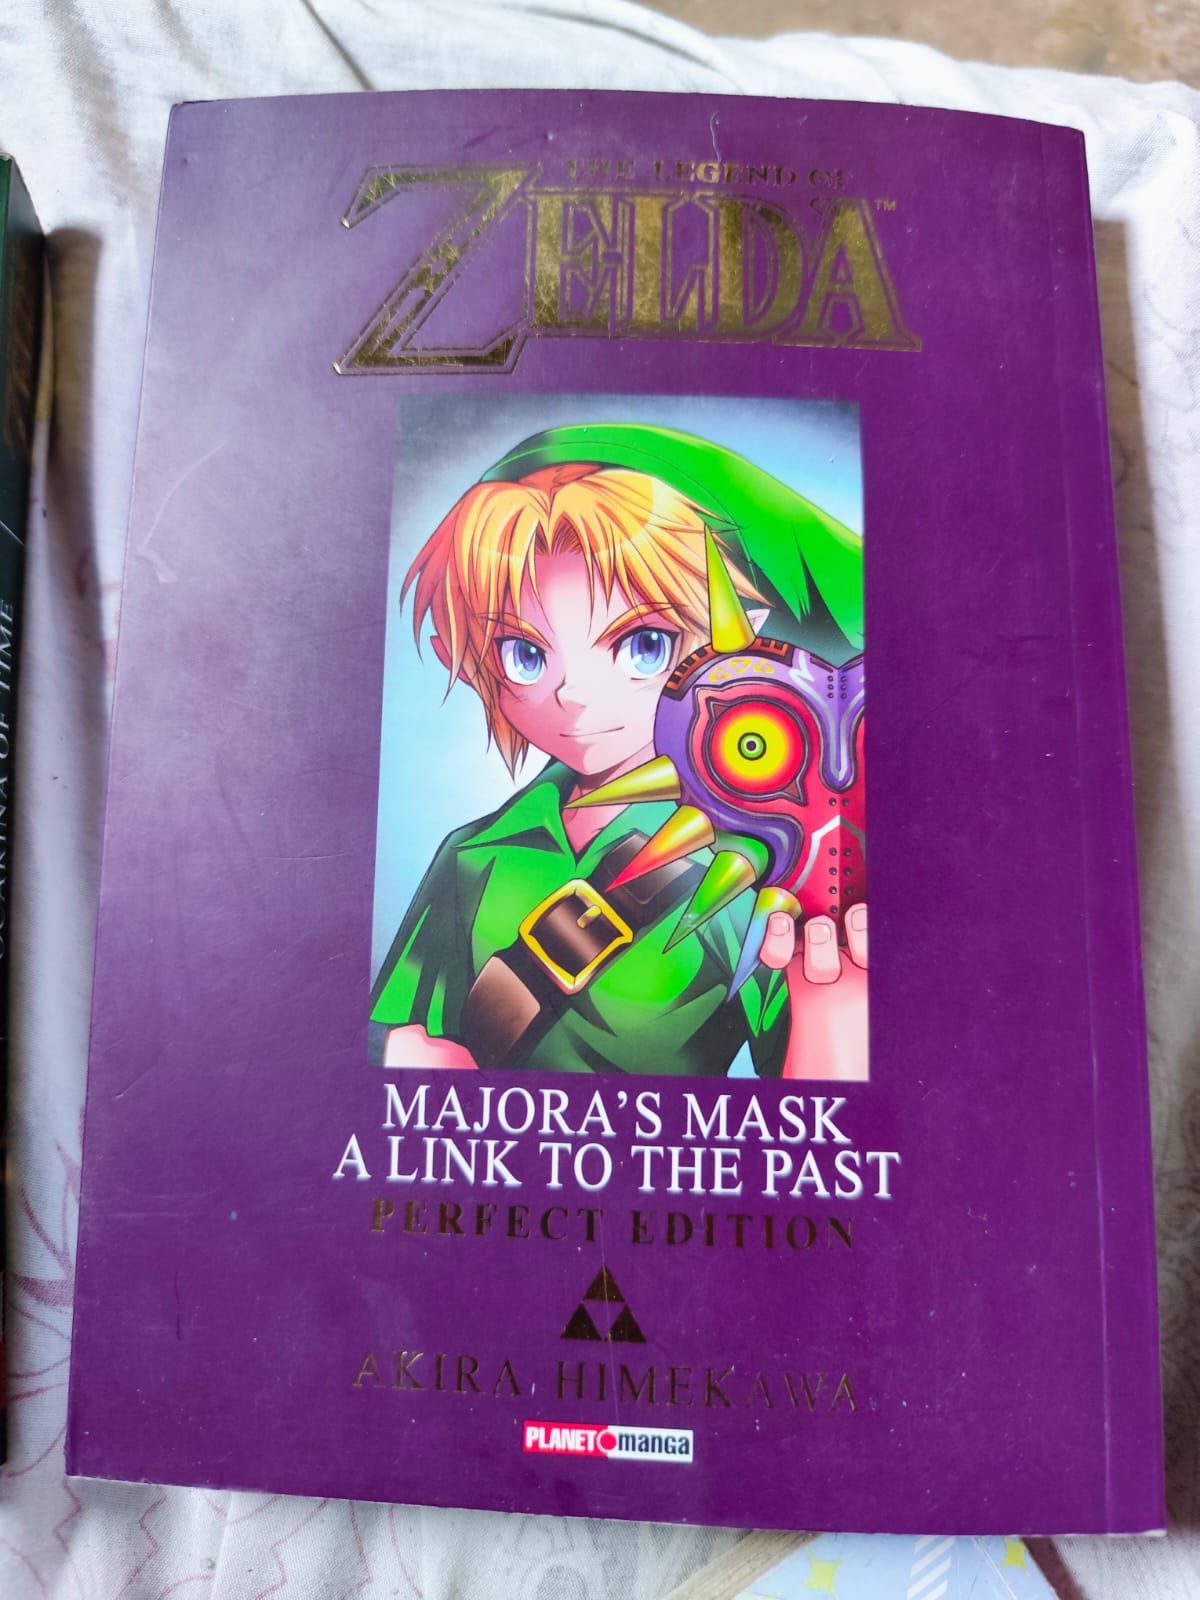 THE LEGEND OF
ZELDA™
MAJORA'S MASK
A LINK TO THE PAST
PERFECT EDITION
AKIRA HIMEKAWA
PLANET manga
OCARINA OF TIME /